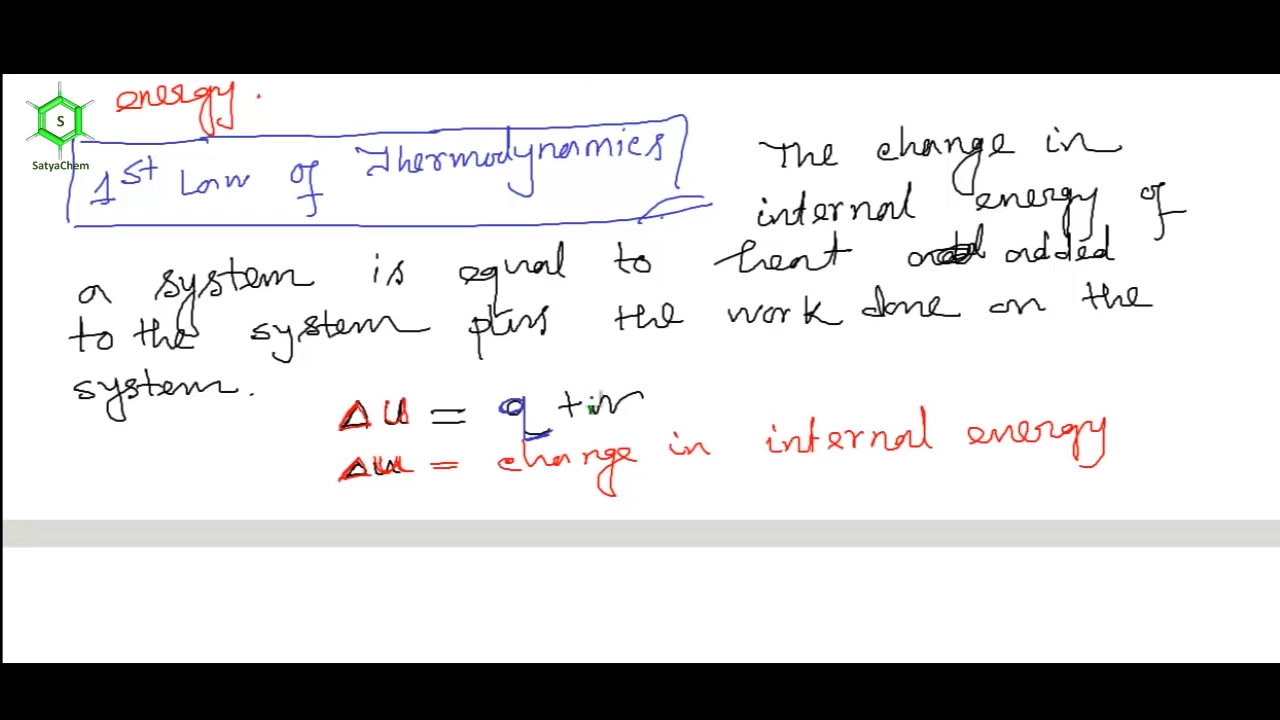 energy.
S
SatyaChem
1st Law of Thermodynamics
The change in
internal energy of
a system is equal to heat added
to the system plus the work done on the
system.
ΔU = q + w
ΔU = change in internal energy